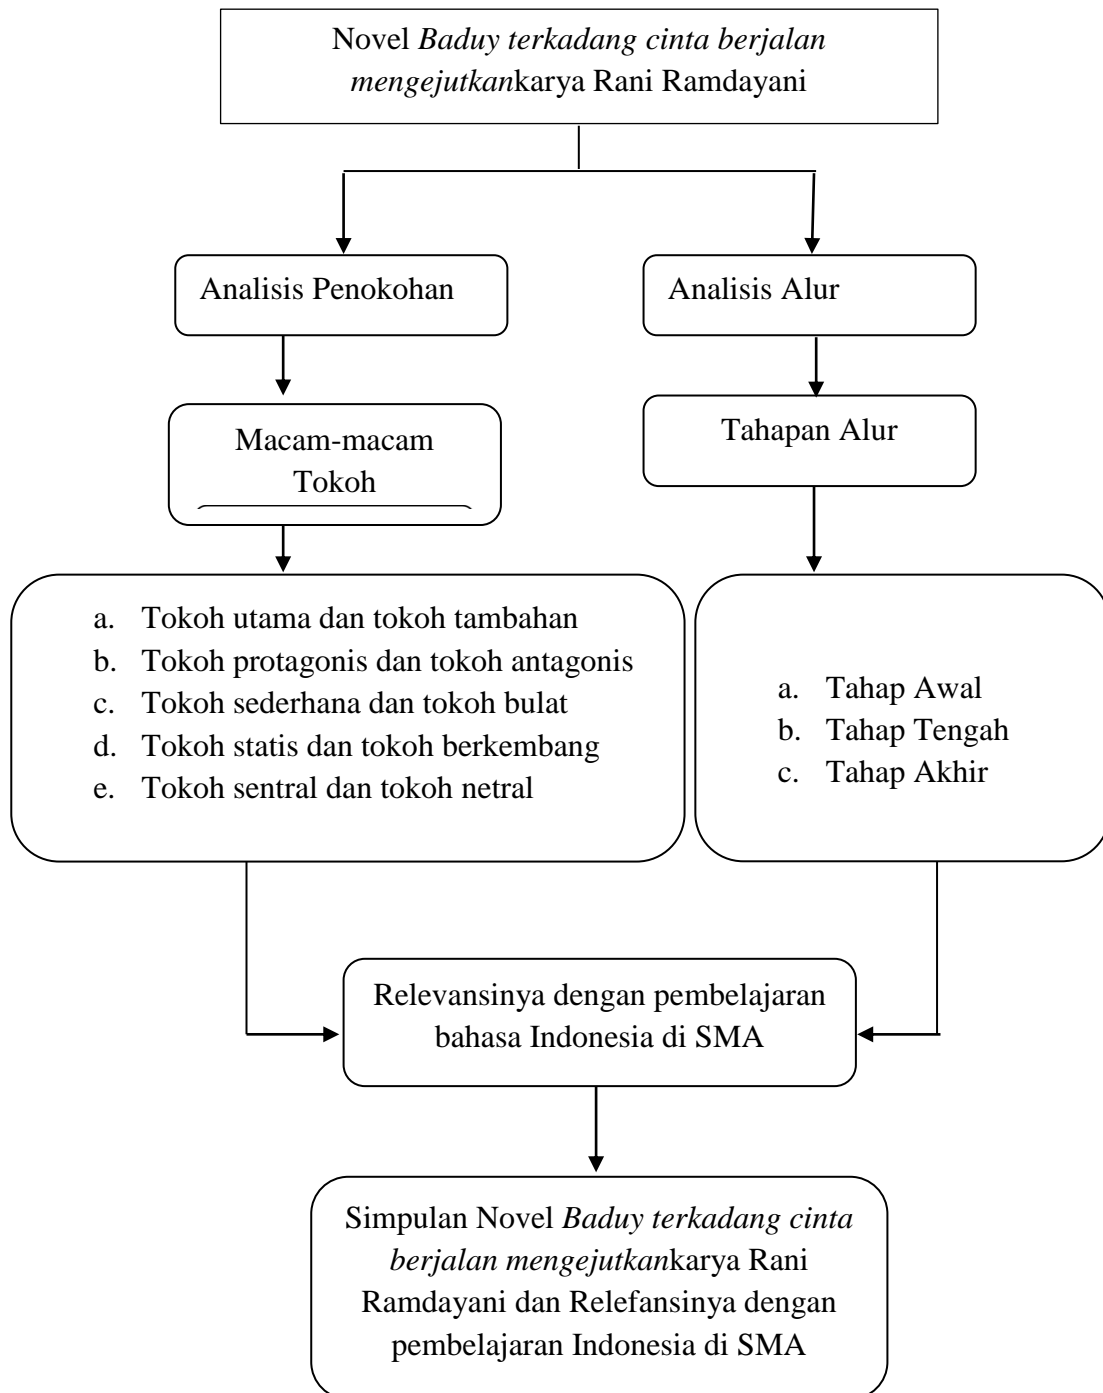 Novel Baduy terkadang cinta berjalan
mengejutkankarya Rani Ramdayani
Analisis Penokohan
Analisis Alur
Macam-macam
Tokoh
Tahapan Alur
a. Tokoh utama dan tokoh tambahan
b. Tokoh protagonis dan tokoh antagonis
c. Tokoh sederhana dan tokoh bulat
d. Tokoh statis dan tokoh berkembang
e. Tokoh sentral dan tokoh netral
a. Tahap Awal
b. Tahap Tengah
c. Tahap Akhir
Relevansinya dengan pembelajaran
bahasa Indonesia di SMA
Simpulan Novel Baduy terkadang cinta
berjalan mengejutkankarya Rani
Ramdayani dan Relefansinya dengan
pembelajaran Indonesia di SMA